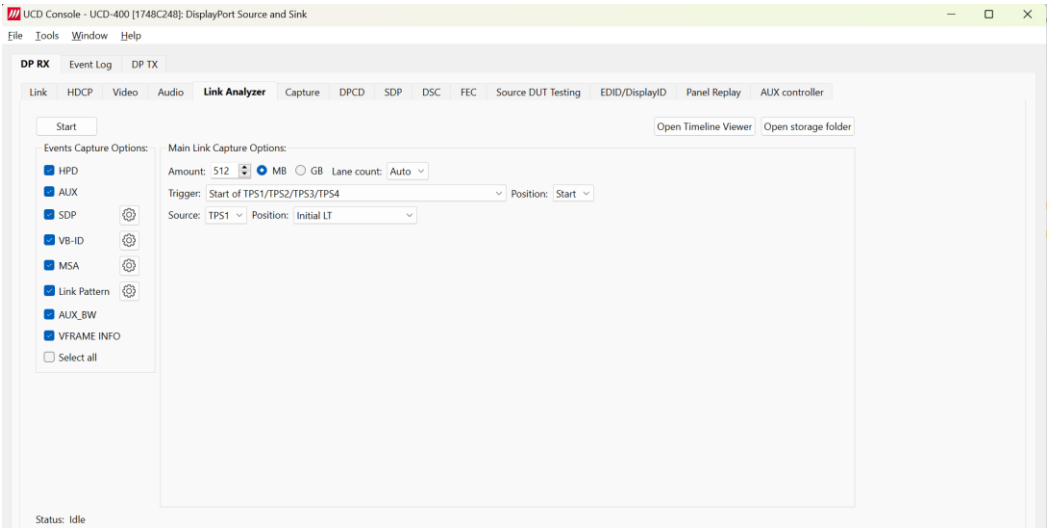 UCD Console - UCD-400 [1748C248]: DisplayPort Source and Sink
File Tools Window Help
DP RX Event Log DP TX
Link HDCP Video Audio Link Analyzer Capture DPCD SDP DSC FEC Source DUT Testing EDID/DisplayID Panel Replay AUX controller
Start Open Timeline Viewer Open storage folder
Events Capture Options: Main Link Capture Options:
HPD Amount: 512 MB GB Lane count: Auto
AUX Trigger: Start of TPS1/TPS2/TPS3/TPS4 Position: Start
SDP Source: TPS1 Position: Initial LT
VB-ID
MSA
Link Pattern
AUX_BW
VFRAME INFO
Select all
Status: Idle